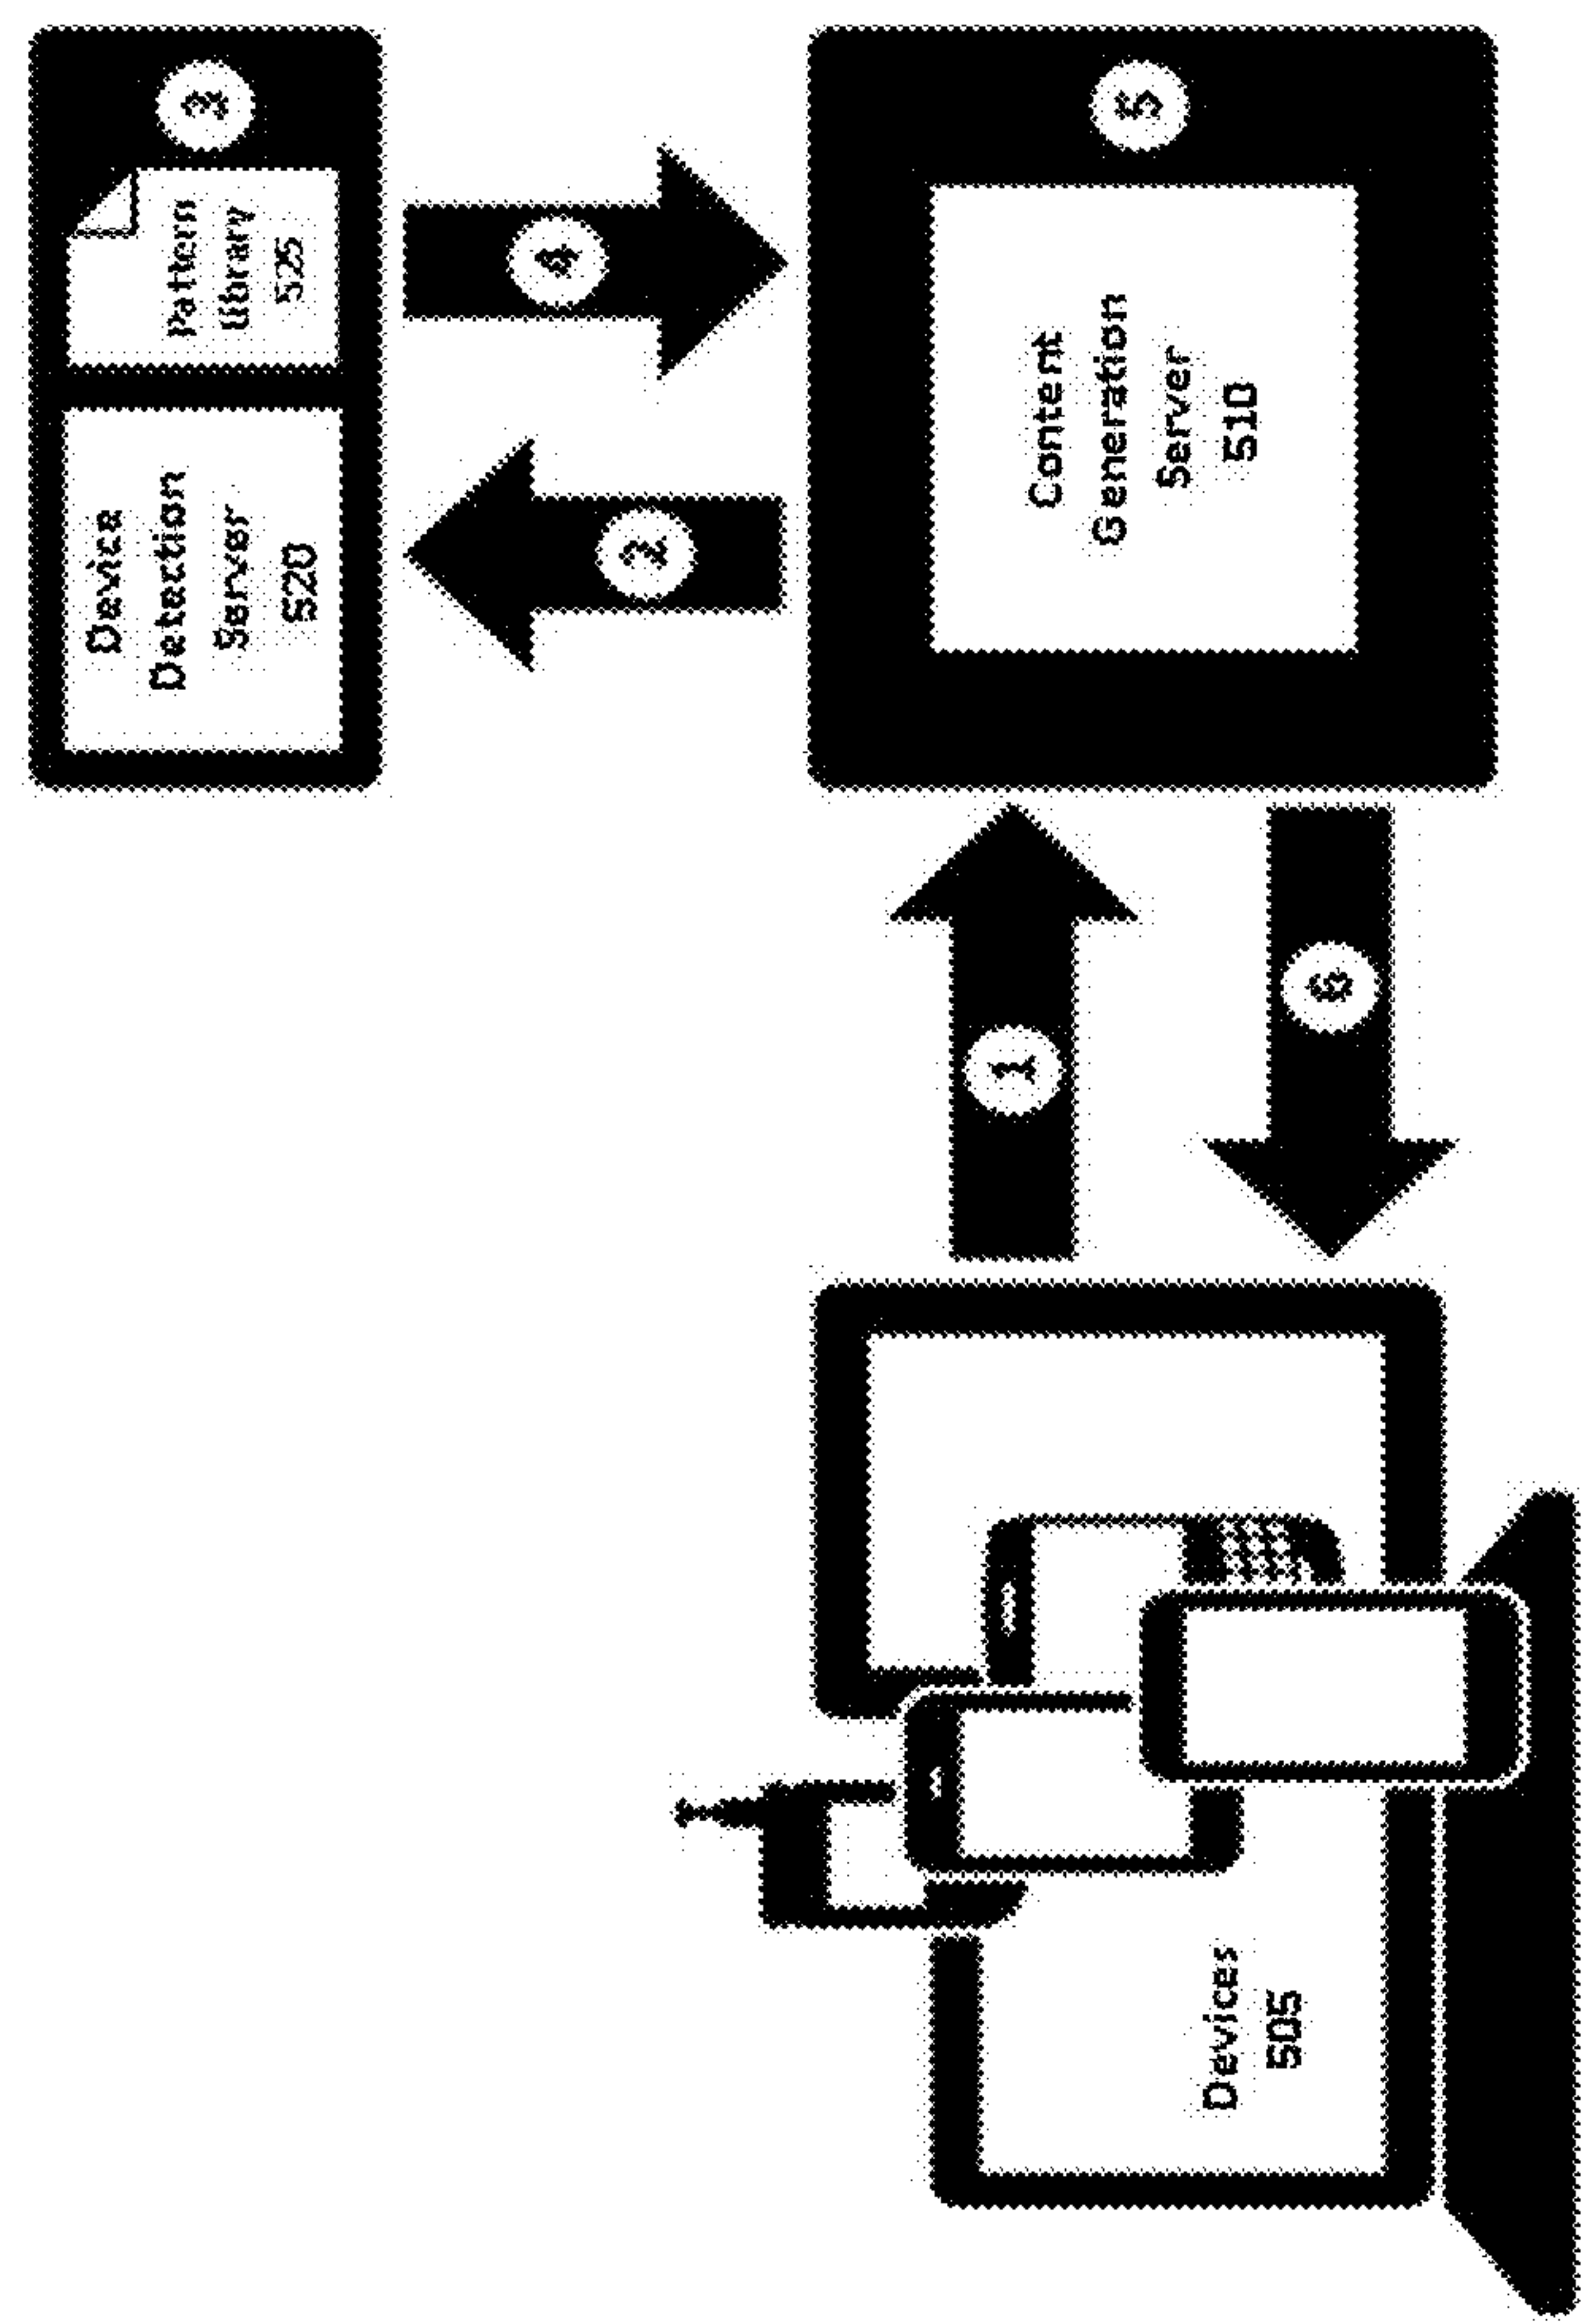 Device
Detection
Server
520
Pattern
Library
525
3
2
4
Content
Generation
Server
510
5
1
6
Devices
505